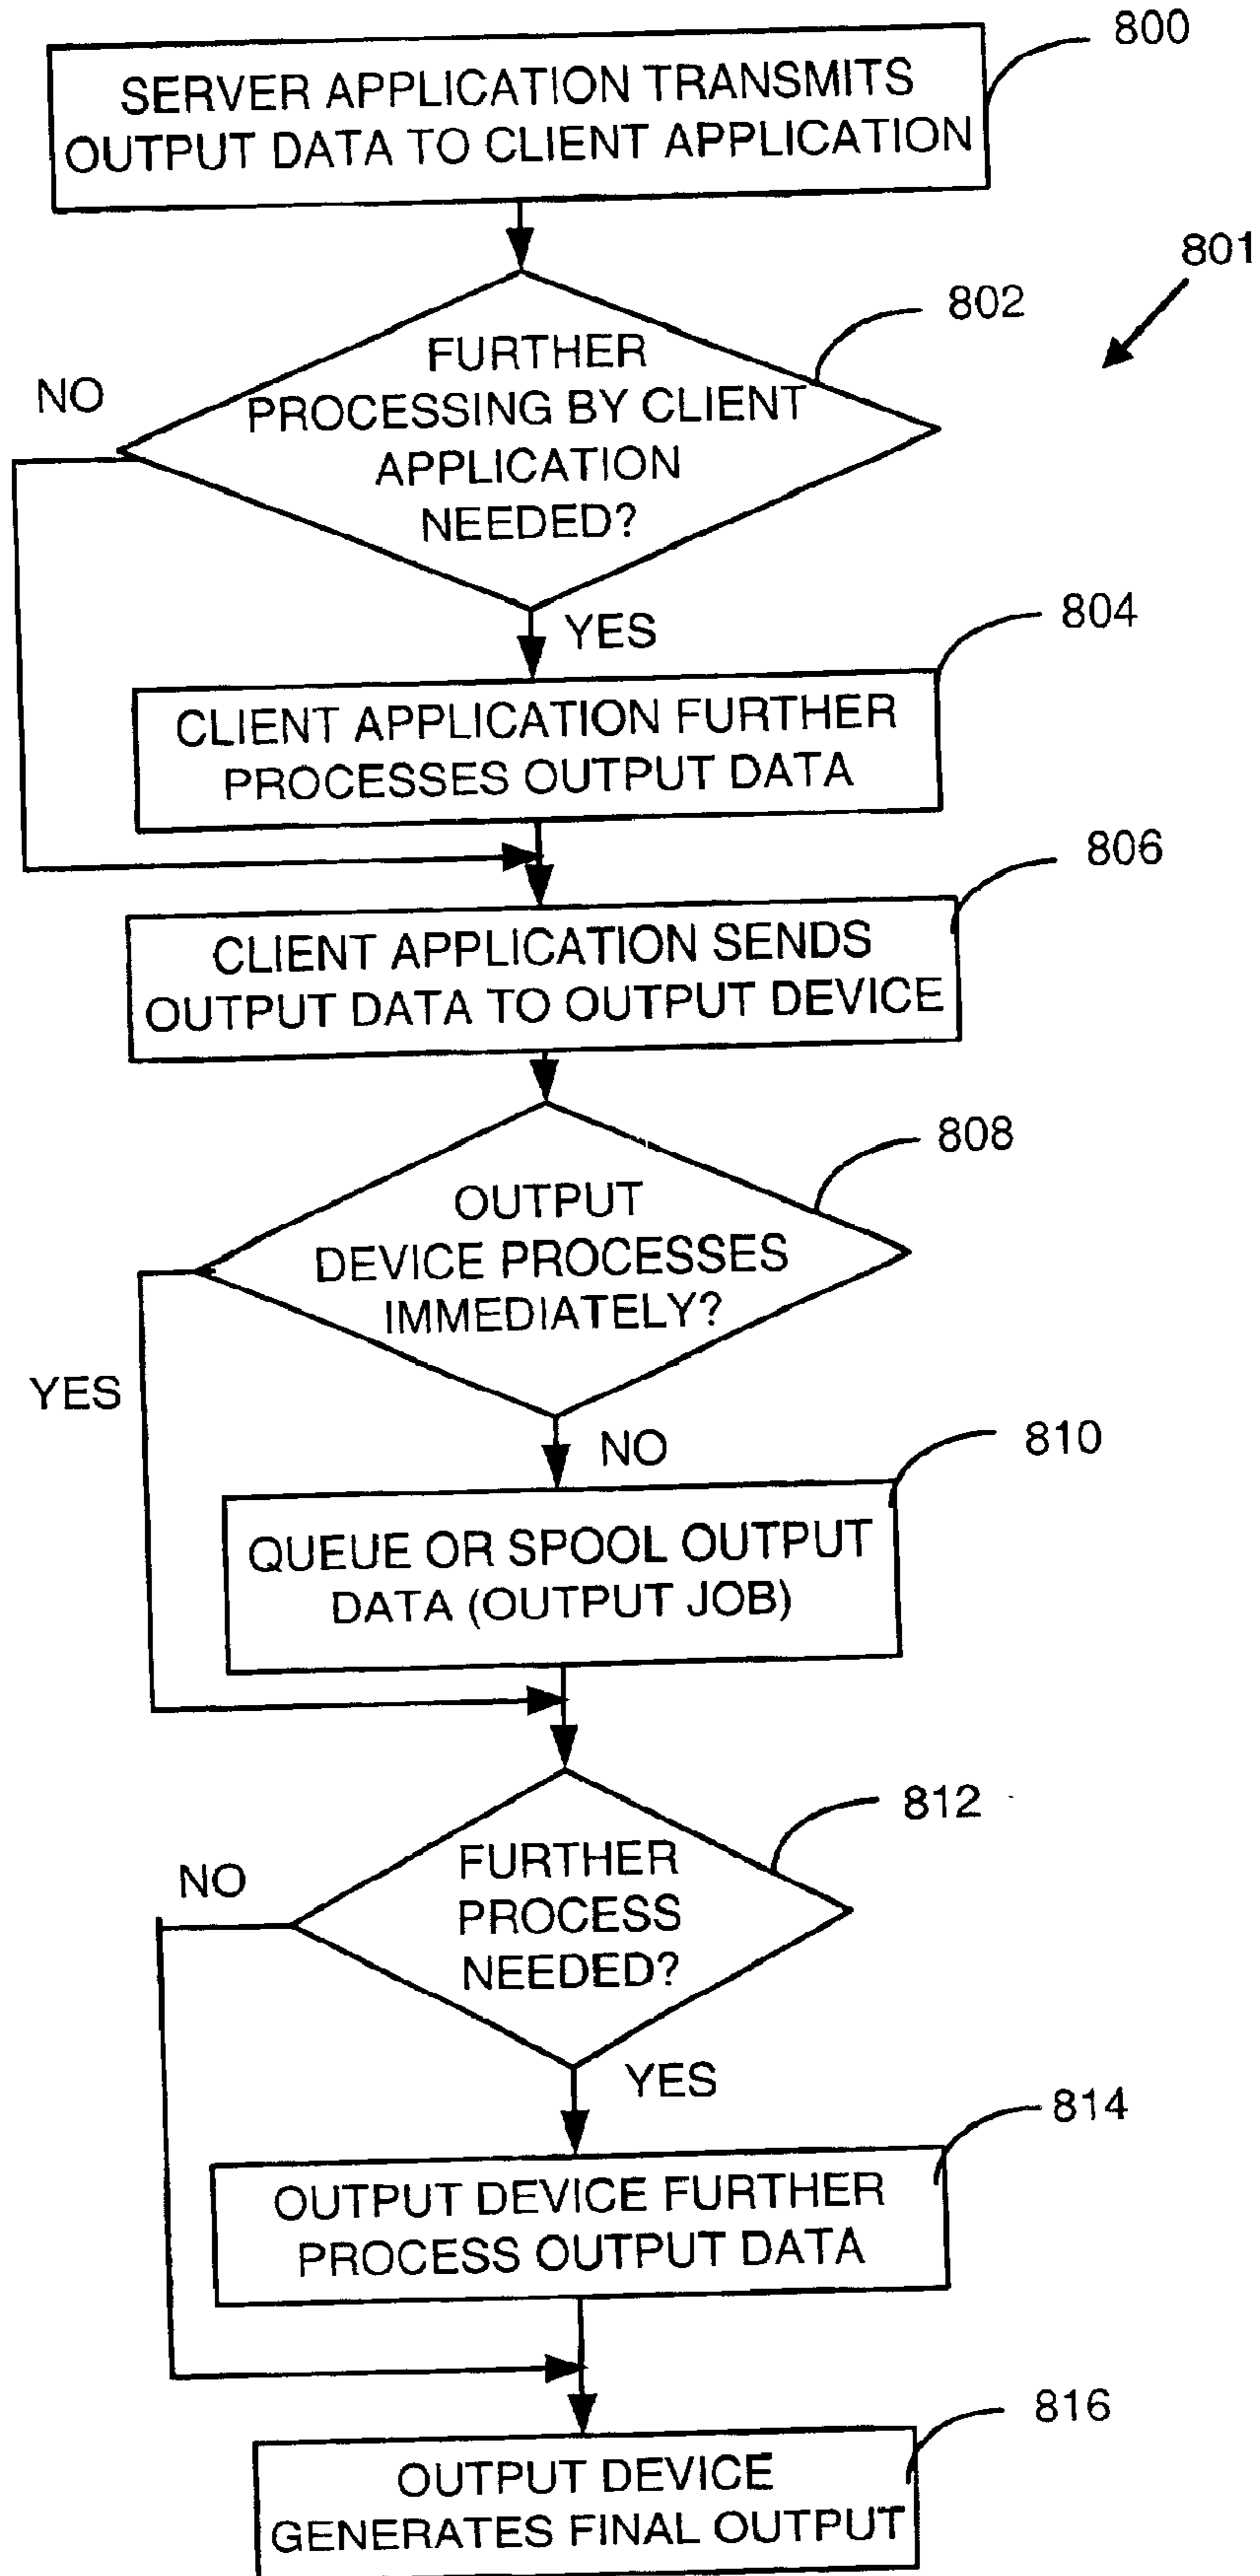 800
SERVER APPLICATION TRANSMITS
OUTPUT DATA TO CLIENT APPLICATION
801
802
FURTHER
PROCESSING BY CLIENT
APPLICATION
NEEDED?
NO
YES
804
CLIENT APPLICATION FURTHER
PROCESSES OUTPUT DATA
806
CLIENT APPLICATION SENDS
OUTPUT DATA TO OUTPUT DEVICE
808
OUTPUT
DEVICE PROCESSES
IMMEDIATELY?
YES
NO
810
QUEUE OR SPOOL OUTPUT
DATA (OUTPUT JOB)
812
FURTHER
PROCESS
NEEDED?
NO
YES
814
OUTPUT DEVICE FURTHER
PROCESS OUTPUT DATA
816
OUTPUT DEVICE
GENERATES FINAL OUTPUT